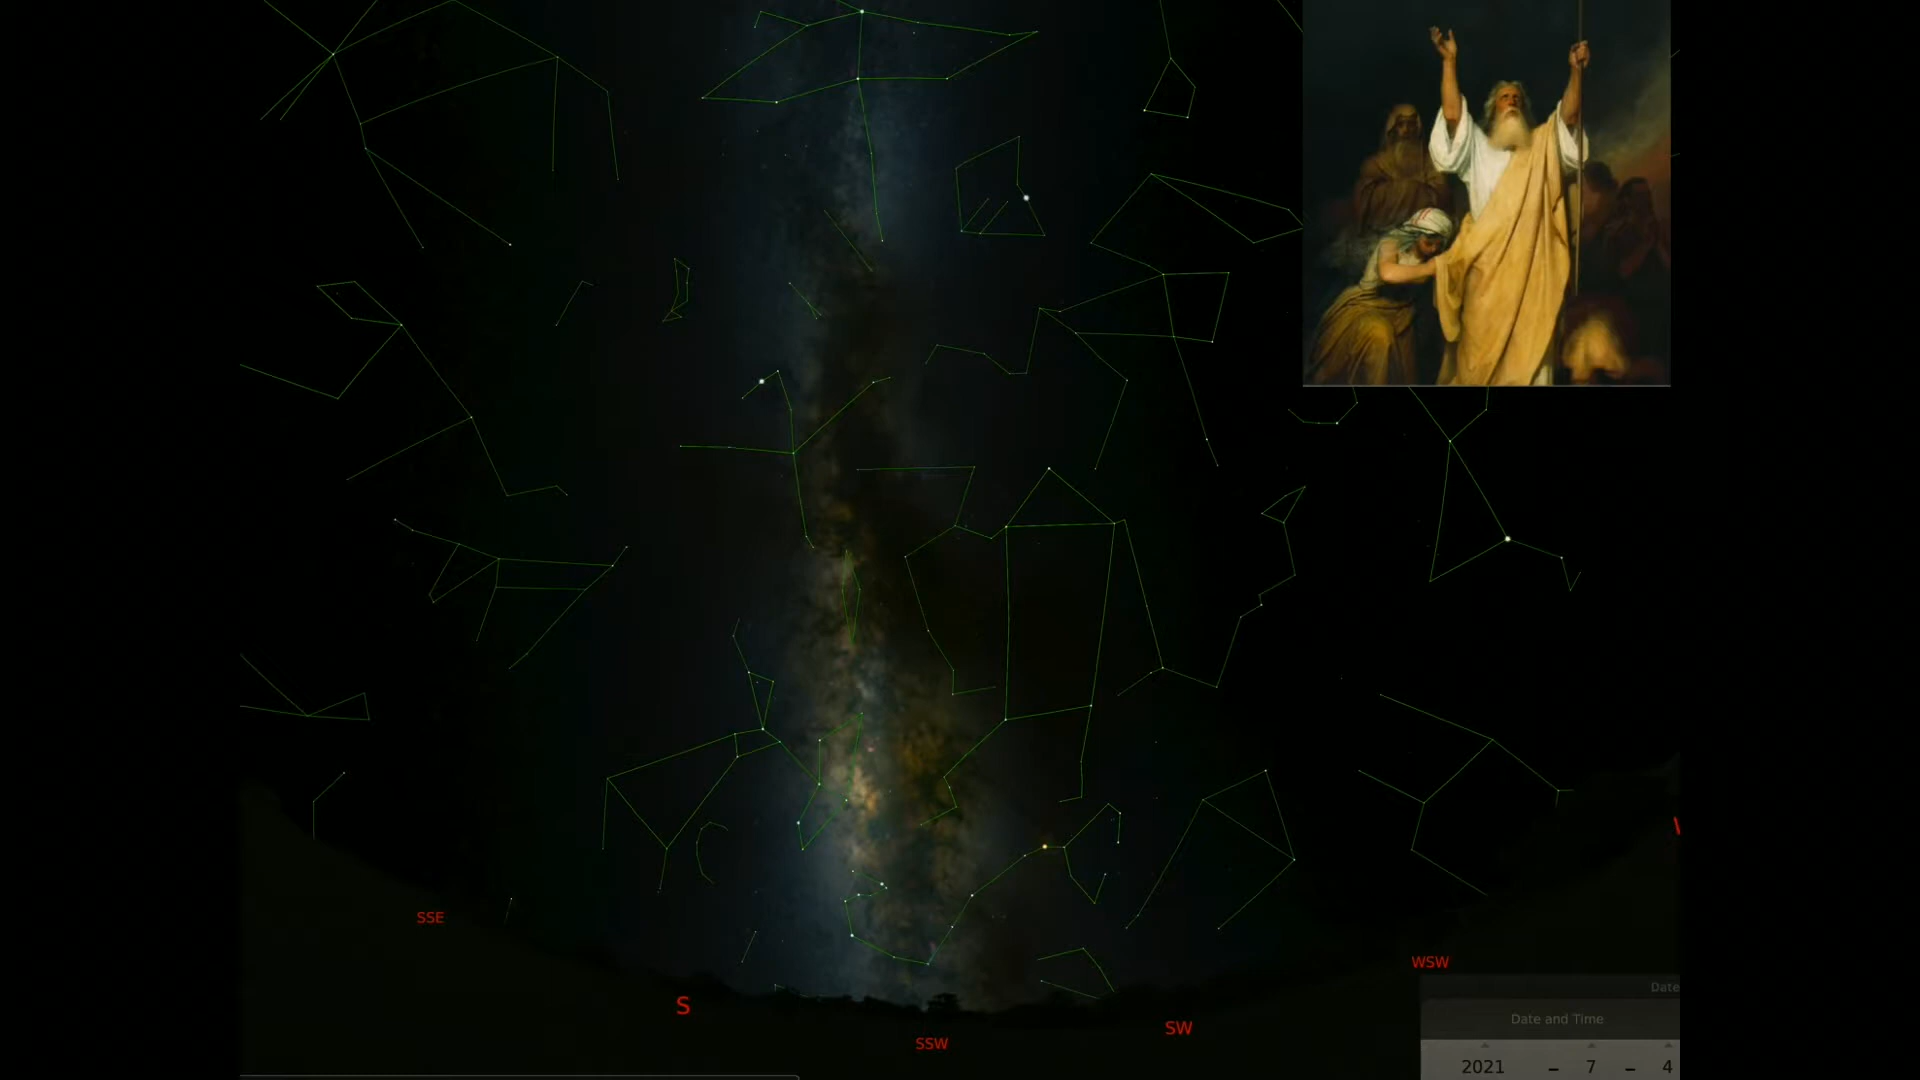 SSE
WSW
S
SW
SSW
Date
Date and Time
2021 - 7 - 4